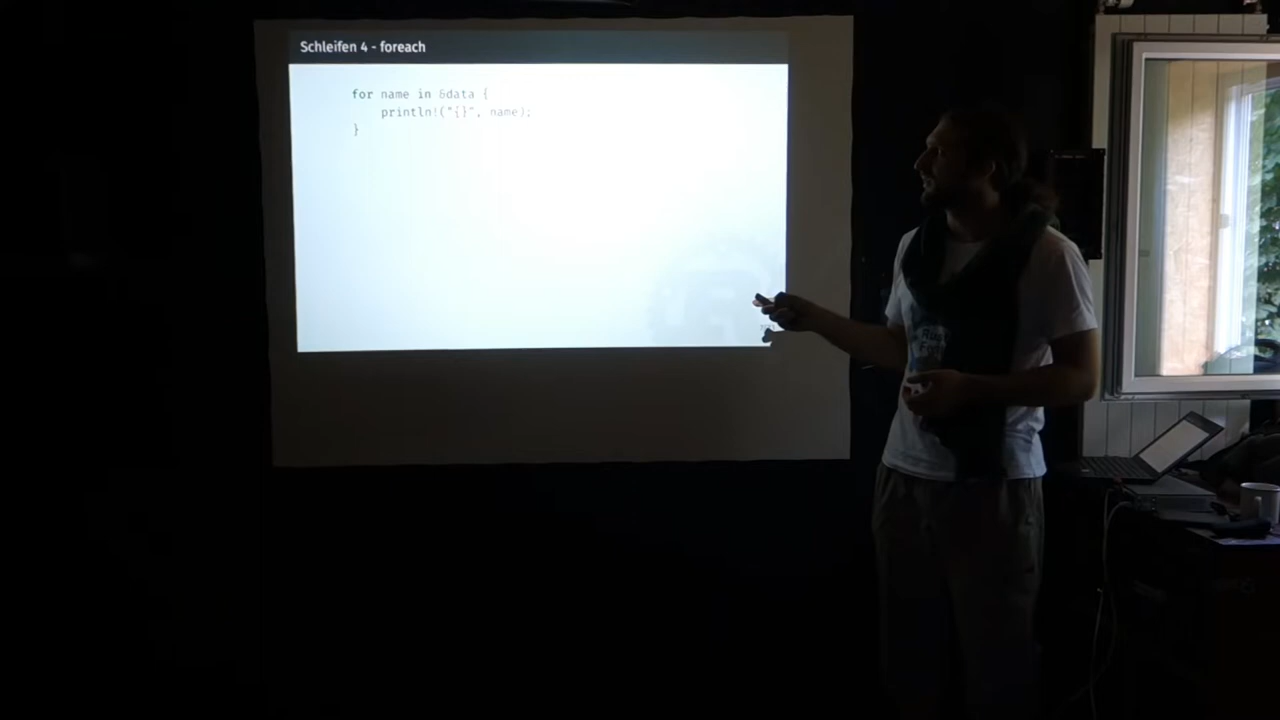 Schleifen 4 - foreach
for name in &data {
println!("{}", name);
}